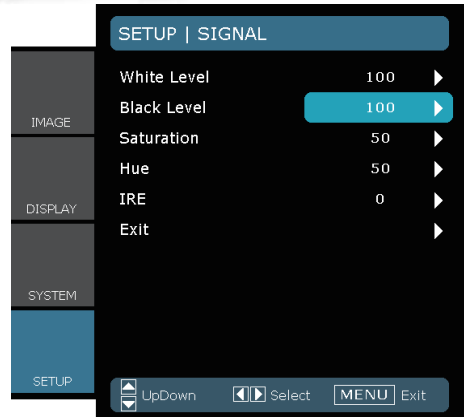 SETUP | SIGNAL
IMAGE
DISPLAY
SYSTEM
SETUP
White Level 100
Black Level 100
Saturation 50
Hue 50
IRE 0
Exit
UpDown Select MENU Exit